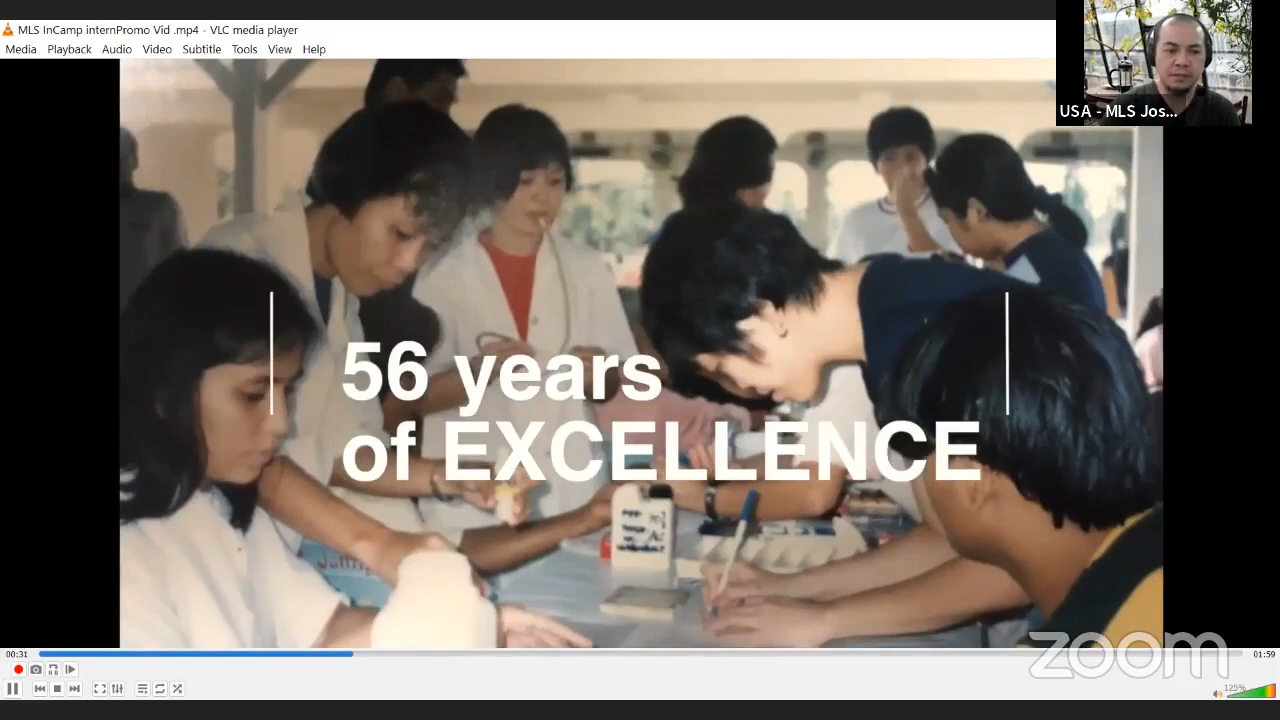 MLS InCamp internPromo Vid .mp4 - VLC media player
Media Playback Audio Video Subtitle Tools View Help
USA - MLS Jos...
56 years
of EXCELLENCE
00:31
01:59
zoom
125%